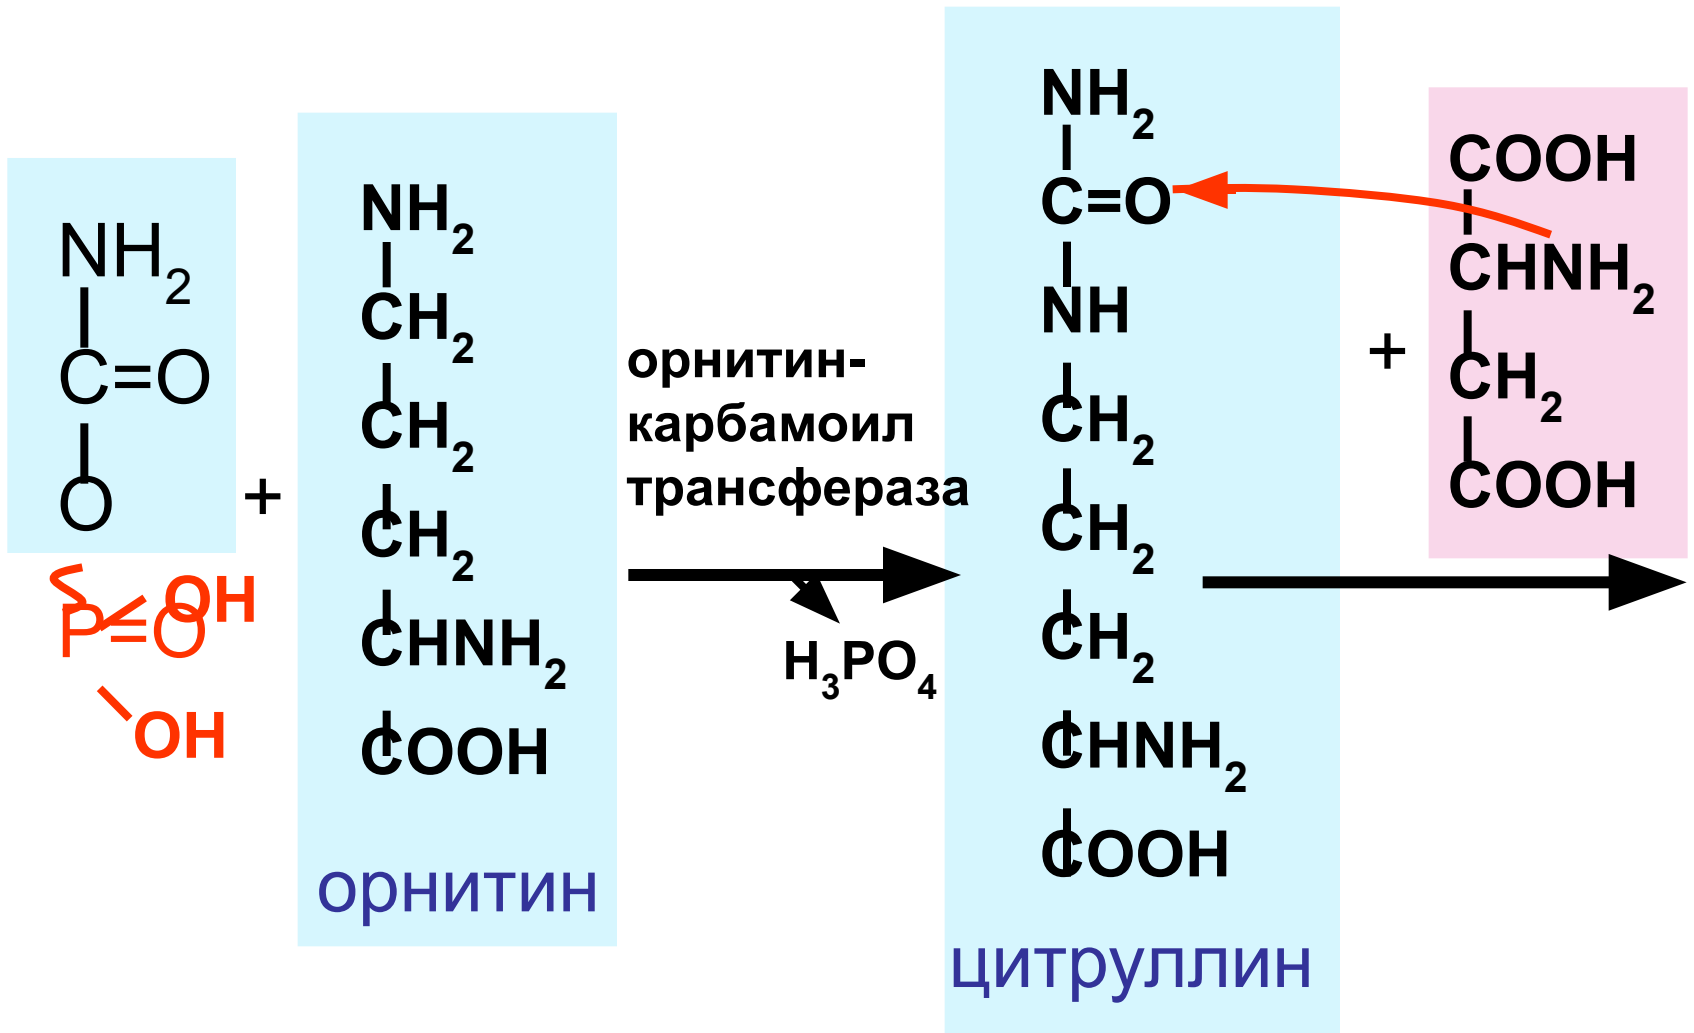 NH2
C=O
O
P=O
OH
OH
+
NH2
CH2
CH2
CH2
CHNH2
COOH
орнитин
орнитин-
карбамоил
трансфераза
H3PO4
NH2
C=O
NH
CH2
CH2
CH2
CHNH2
COOH
цитруллин
+
COOH
CHNH2
CH2
COOH